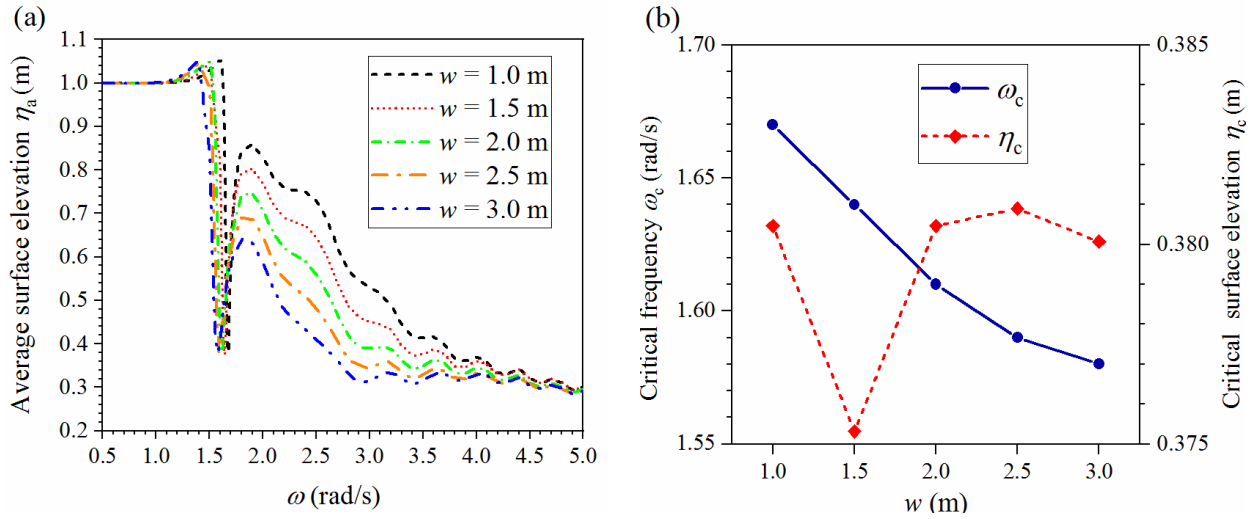 (a)
Average surface elevation ηa (m)
1.1
1.0
0.9
0.8
0.7
0.6
0.5
0.4
0.3
0.2
0.5 1.0 1.5 2.0 2.5 3.0 3.5 4.0 4.5 5.0
ω (rad/s)
w = 1.0 m
w = 1.5 m
w = 2.0 m
w = 2.5 m
w = 3.0 m
(b)
Critical frequency ωc (rad/s)
1.70
1.65
1.60
1.55
1.0 1.5 2.0 2.5 3.0
w (m)
ωc
ηc
0.385
0.380
0.375
Critical surface elevation ηc (m)